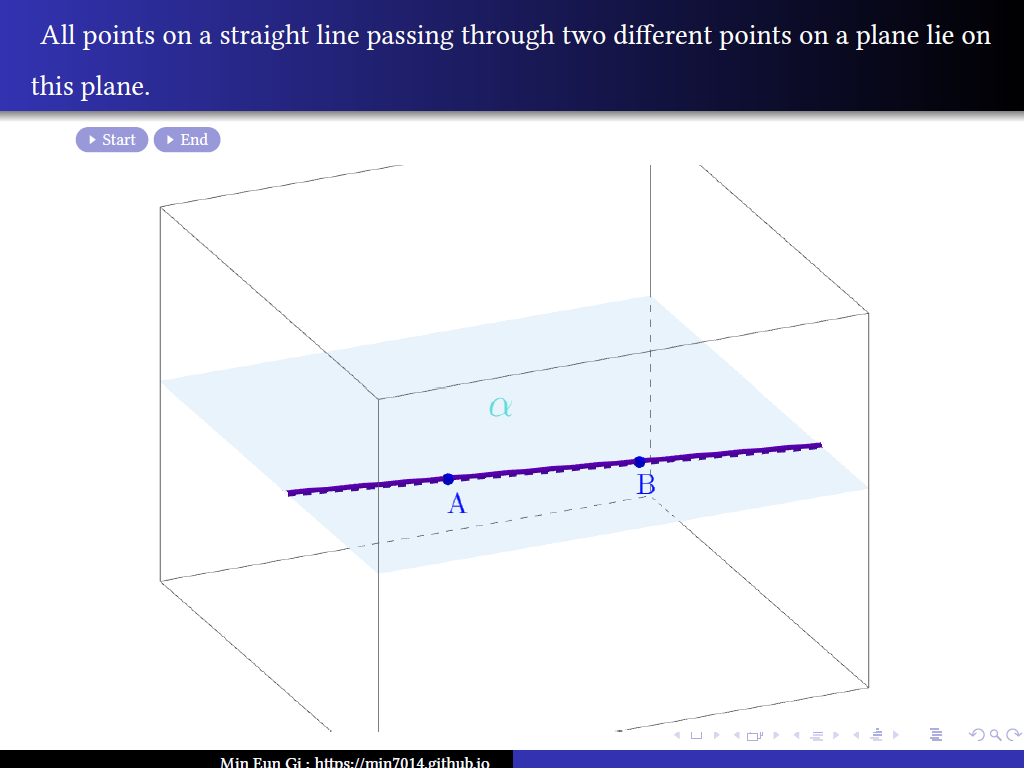 All points on a straight line passing through two different points on a plane lie on
this plane.
Start End
α
B
A
Min Eun Gi : https://min7014.github.io